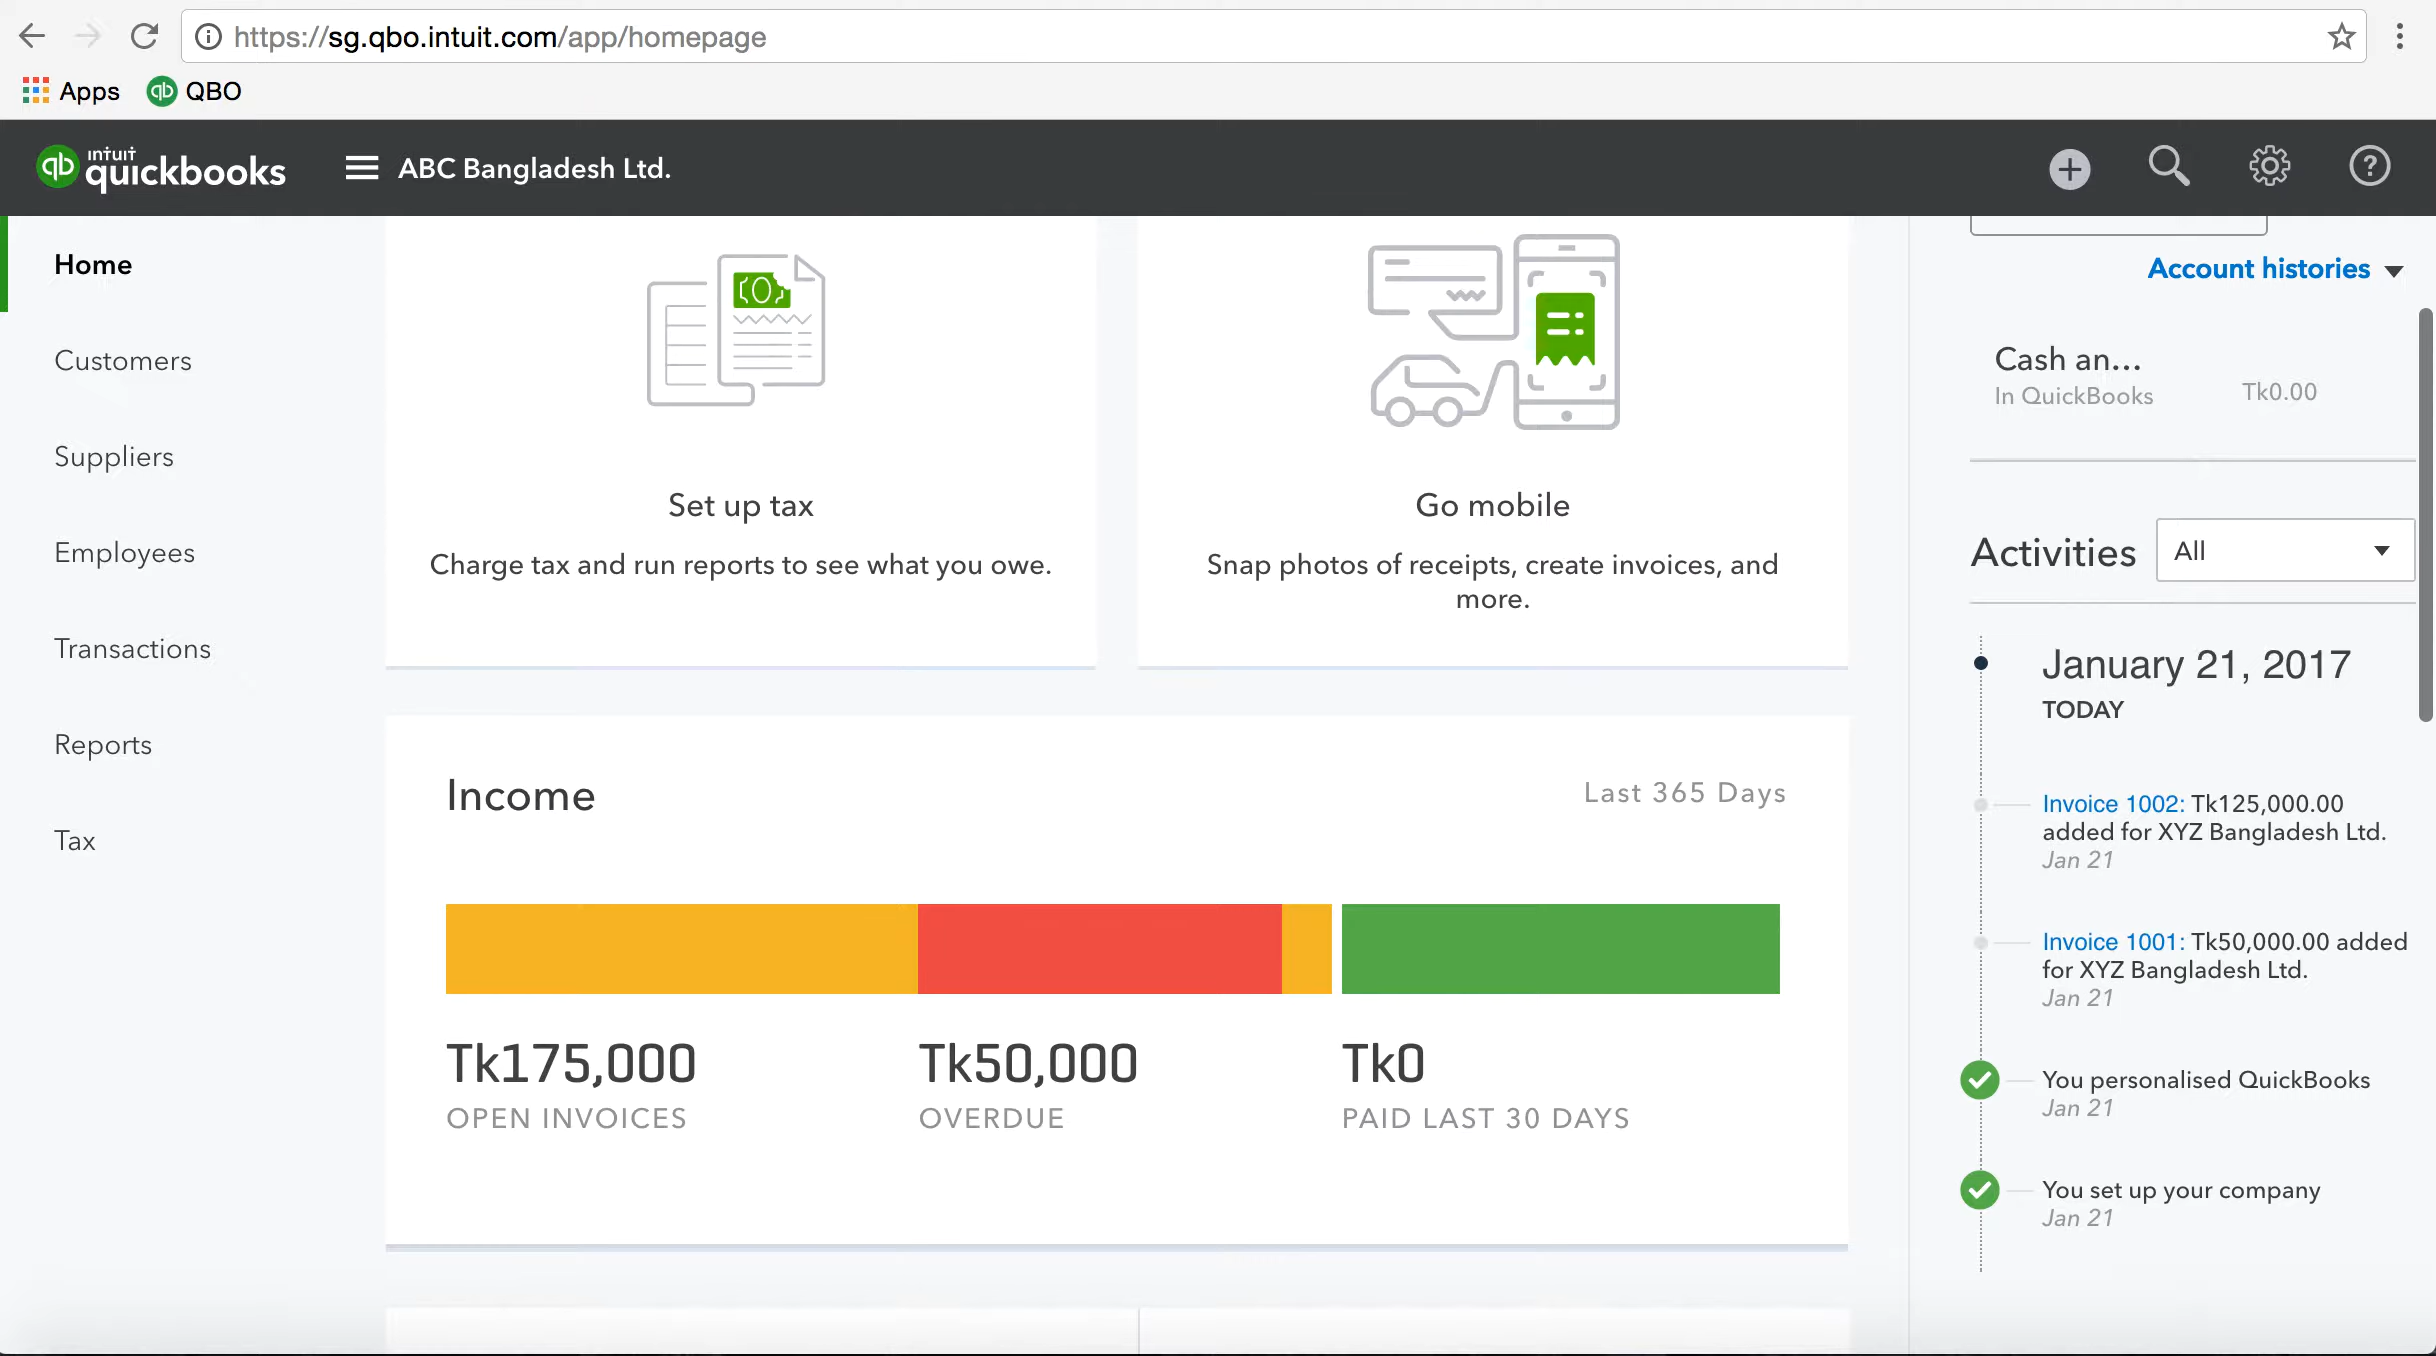 https://sg.qbo.intuit.com/app/homepage
Apps
QBO
intuit
quickbooks
ABC Bangladesh Ltd.
Home
Customers
Suppliers
Employees
Transactions
Reports
Tax
Set up tax
Charge tax and run reports to see what you owe.
Go mobile
Snap photos of receipts, create invoices, and
more.
Income
Last 365 Days
Tk175,000
OPEN INVOICES
Tk50,000
OVERDUE
Tk0
PAID LAST 30 DAYS
Account histories
Cash an...
In QuickBooks
Tk0.00
Activities
All
January 21, 2017
TODAY
Invoice 1002: Tk125,000.00
added for XYZ Bangladesh Ltd.
Jan 21
Invoice 1001: Tk50,000.00 added
for XYZ Bangladesh Ltd.
Jan 21
You personalised QuickBooks
Jan 21
You set up your company
Jan 21